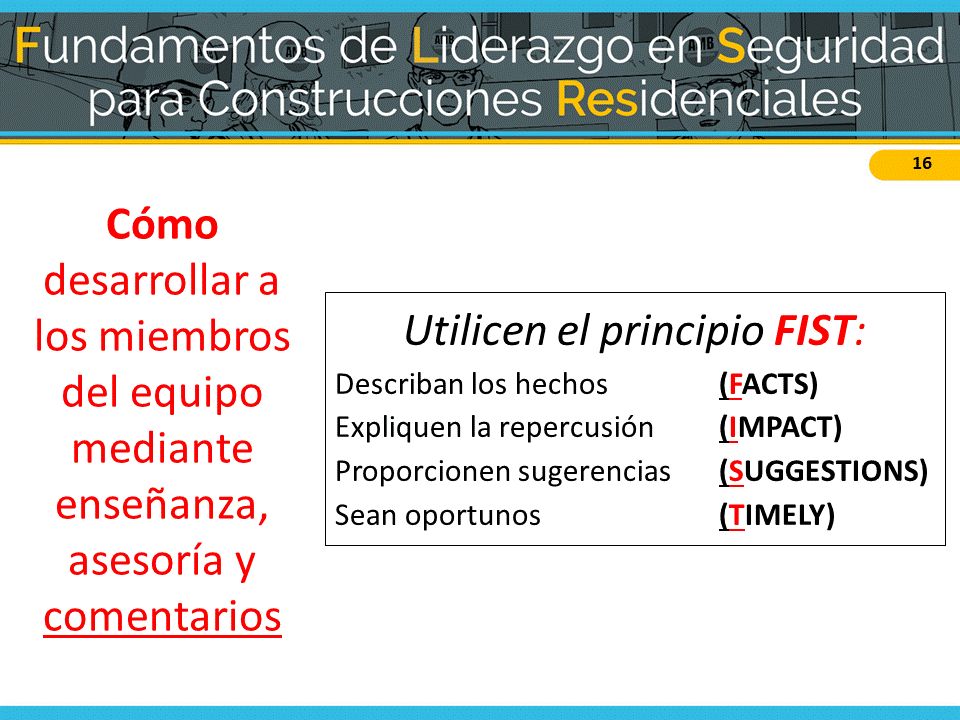 Fundamentos de Liderazgo en Seguridad
para Construcciones Residenciales
16
Cómo
desarrollar a
los miembros
del equipo
mediante
enseñanza,
asesoría y
comentarios
Utilicen el principio FIST:
Describan los hechos (FACTS)
Expliquen la repercusión (IMPACT)
Proporcionen sugerencias (SUGGESTIONS)
Sean oportunos (TIMELY)